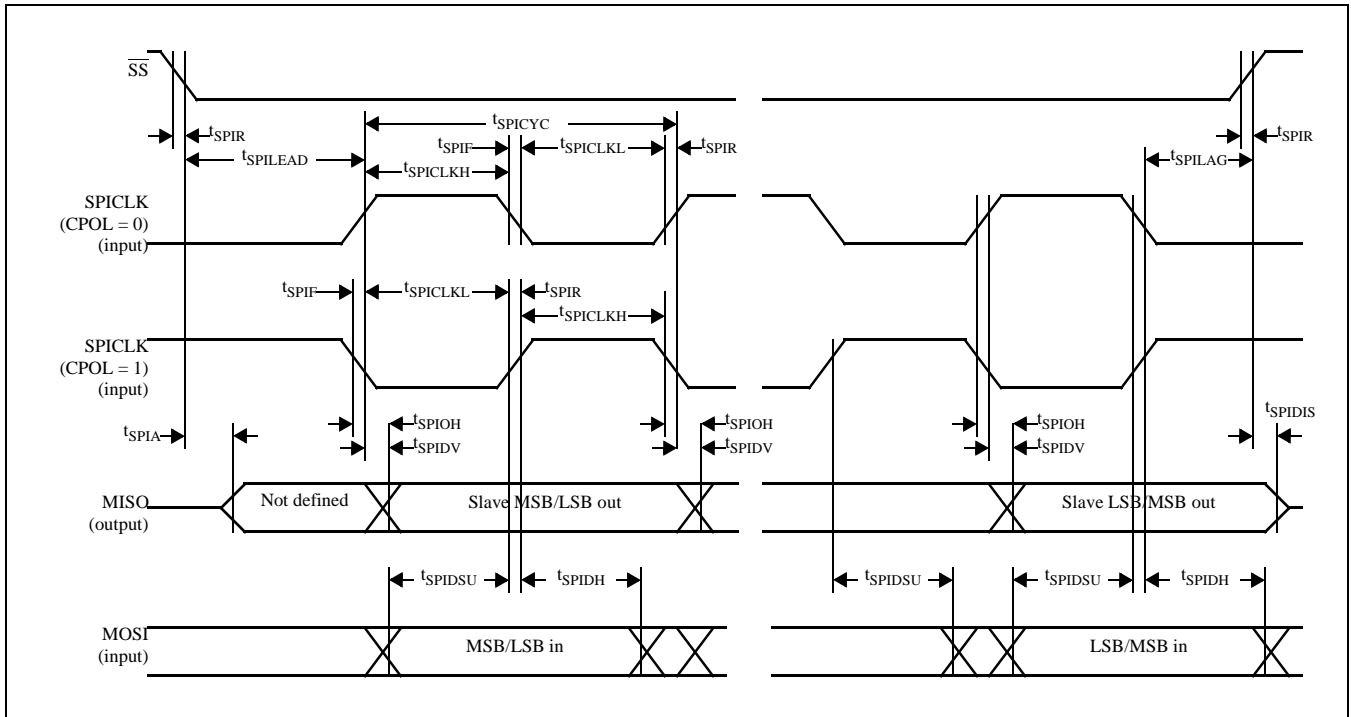 SS
tSPICYC
tSPIR
tSPIF
tSPICLKL
tSPIR
tSPIR
tSPILEAD
tSPICLKH
tSPILAG
SPICLK
(CPOL = 0)
(input)
tSPIF
tSPICLKL
tSPIR
tSPICLKH
SPICLK
(CPOL = 1)
(input)
tSPIA
tSPIOH
tSPIOH
tSPIOH
tSPIDIS
tSPIDV
tSPIDV
tSPIDV
MISO
(output)
Not defined
Slave MSB/LSB out
Slave LSB/MSB out
tSPIDSU
tSPIDH
tSPIDSU
tSPIDSU
tSPIDH
MOSI
(input)
MSB/LSB in
LSB/MSB in